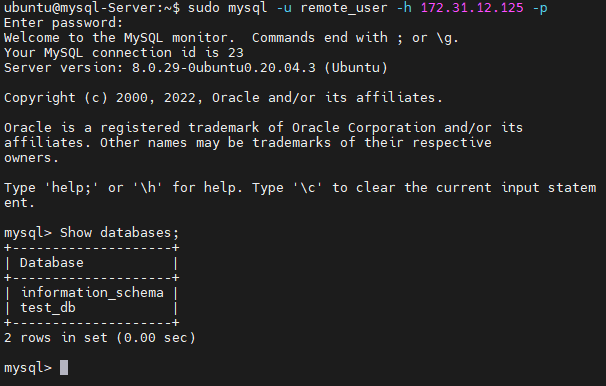 ubuntu@mysql-Server:~$ sudo mysql -u remote_user -h 172.31.12.125 -p
Enter password:
Welcome to the MySQL monitor.  Commands end with ; or \g.
Your MySQL connection id is 23
Server version: 8.0.29-0ubuntu0.20.04.3 (Ubuntu)

Copyright (c) 2000, 2022, Oracle and/or its affiliates.

Oracle is a registered trademark of Oracle Corporation and/or its
affiliates. Other names may be trademarks of their respective
owners.

Type 'help;' or '\h' for help. Type '\c' to clear the current input statem
ent.

mysql> Show databases;
+--------------------+
| Database           |
+--------------------+
| information_schema |
| test_db            |
+--------------------+
2 rows in set (0.00 sec)

mysql>